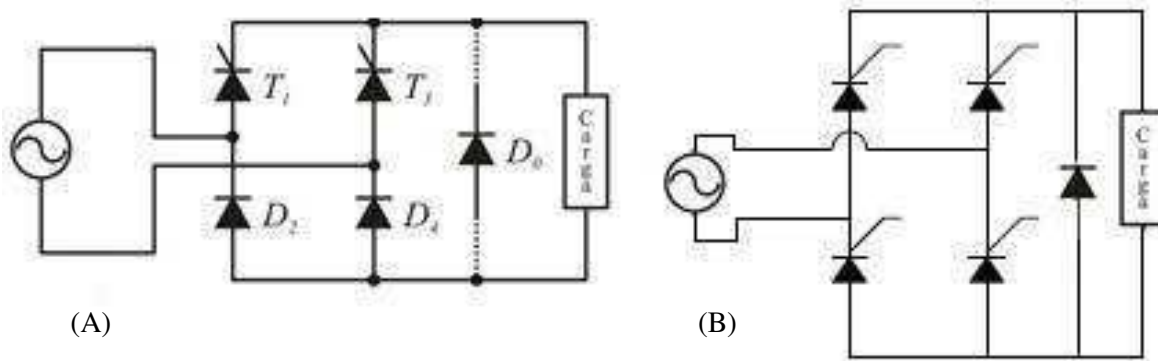 T₁
T₃
D₀
Carga
D₂
D₄
Carga
(A)
(B)